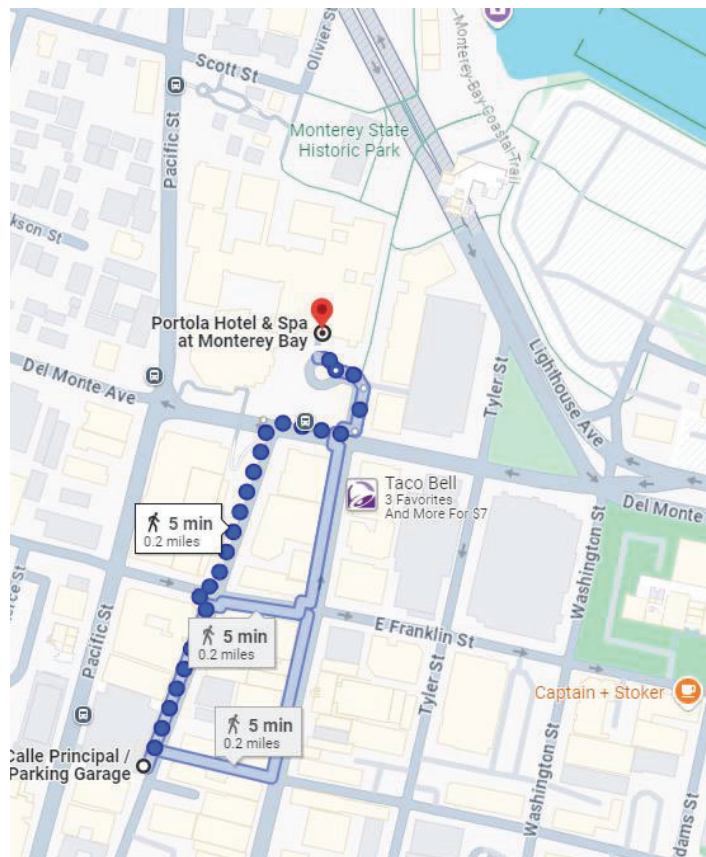 Scott St
Olivier St
Monterey Bay Coastal Trail
Pacific St
Monterey State
Historic Park
kson St
Portola Hotel & Spa
at Monterey Bay
Del Monte Ave
Tyler St
Lighthouse Ave
Taco Bell
3 Favorites
And More For $7
5 min
0.2 miles
Del Monte
Washington St
Pacific St
5 min
0.2 miles
E Franklin St
Tyler St
Captain + Stoker
5 min
0.2 miles
Calle Principal /
Parking Garage
Washington St
dams St